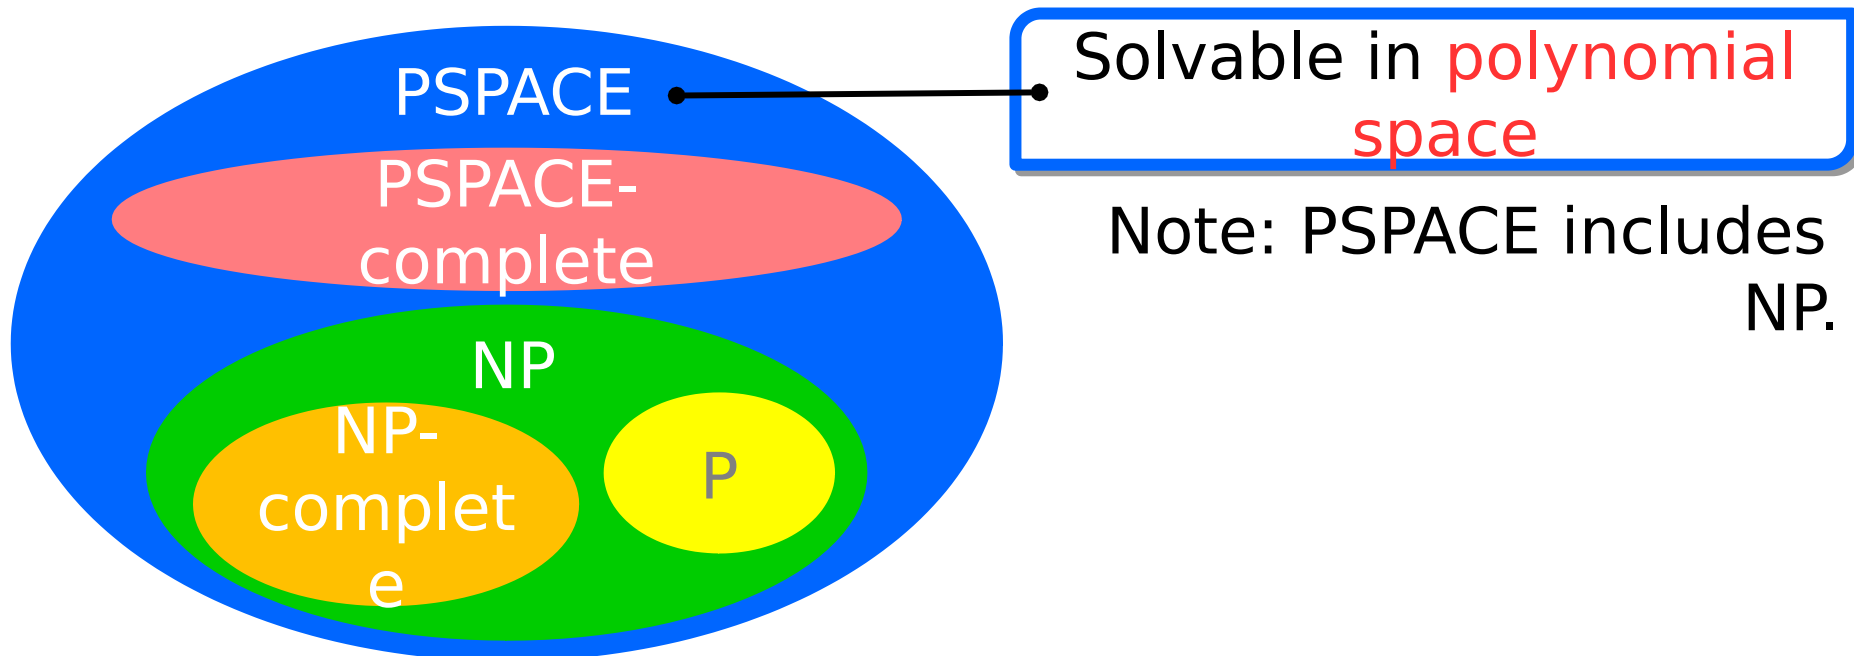 PSPACE
Solvable in polynomial
space
PSPACE-
complete
Note: PSPACE includes
NP.
NP
NP-
complet
e
P